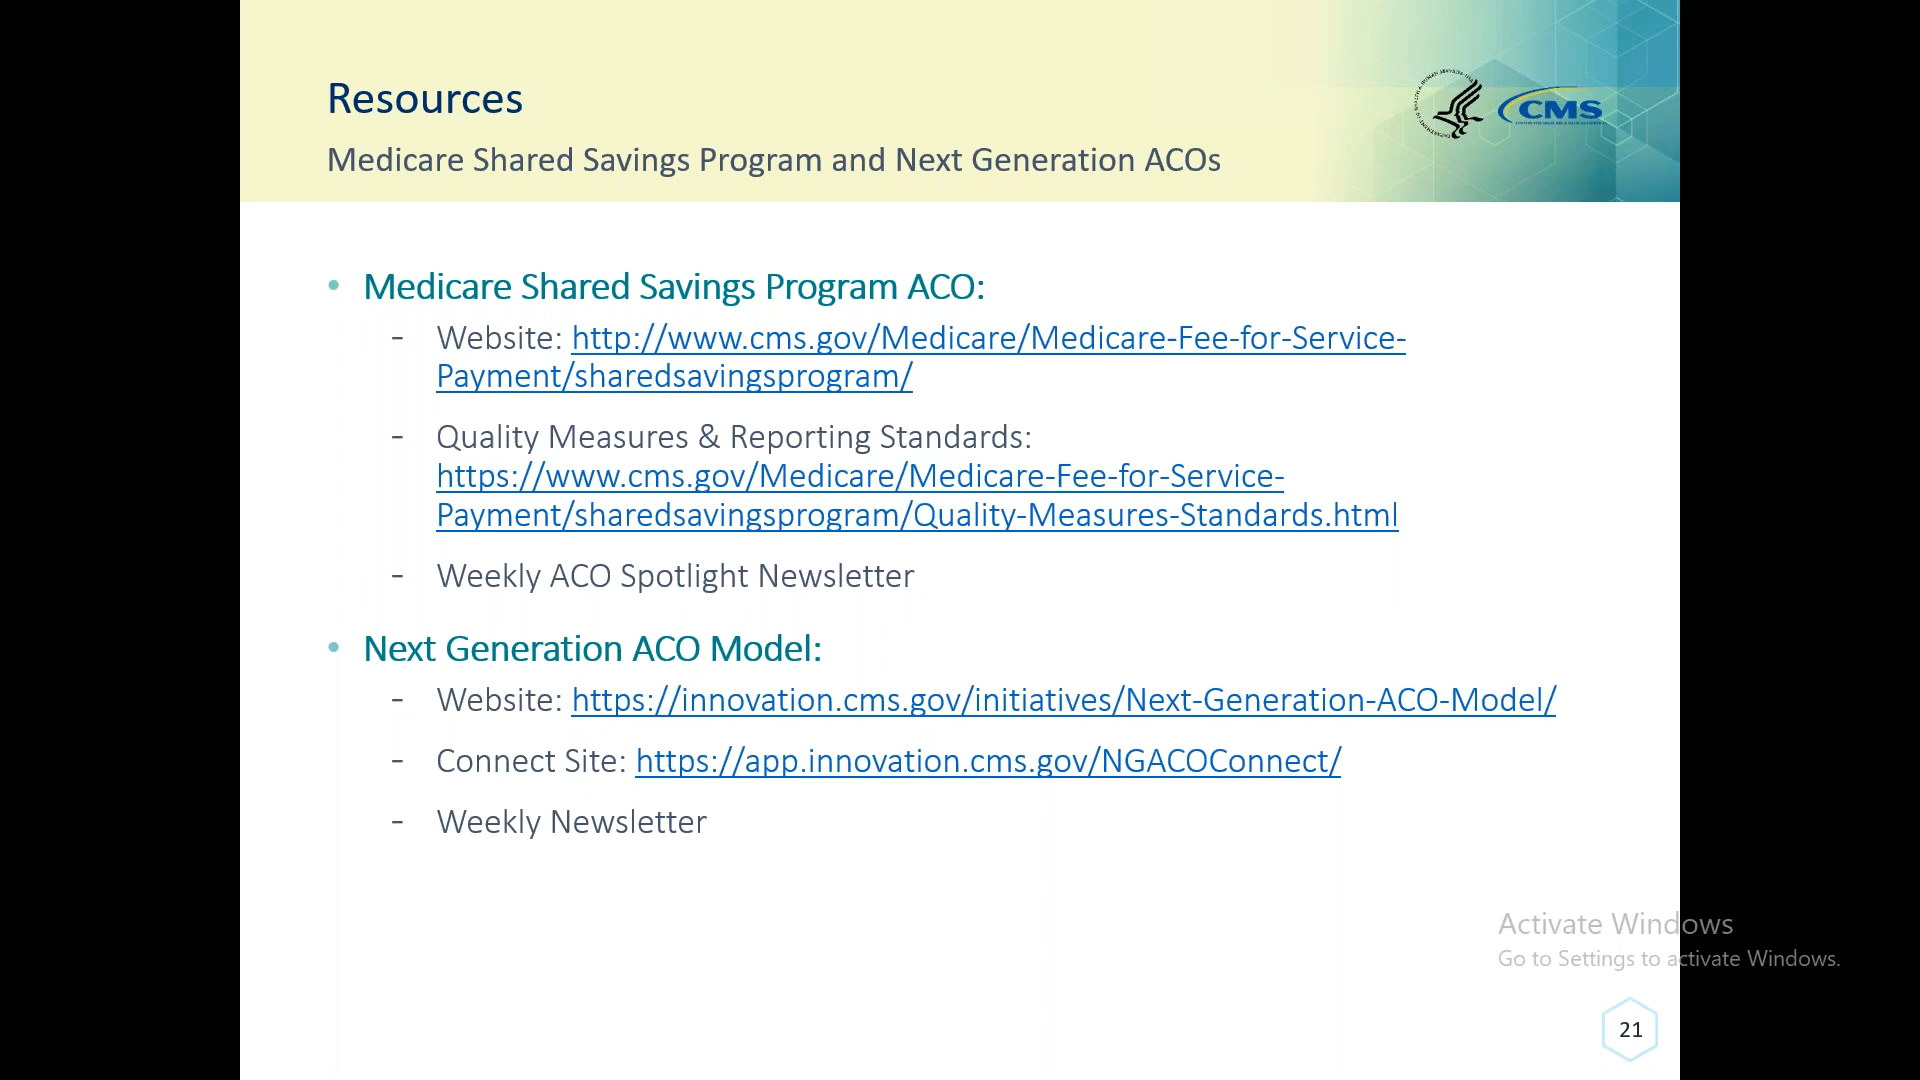 Resources
Medicare Shared Savings Program and Next Generation ACOs
CMS
• Medicare Shared Savings Program ACO:
- Website: http://www.cms.gov/Medicare/Medicare-Fee-for-Service-
Payment/sharedsavingsprogram/
- Quality Measures & Reporting Standards:
https://www.cms.gov/Medicare/Medicare-Fee-for-Service-
Payment/sharedsavingsprogram/Quality-Measures-Standards.html
- Weekly ACO Spotlight Newsletter
• Next Generation ACO Model:
- Website: https://innovation.cms.gov/initiatives/Next-Generation-ACO-Model/
- Connect Site: https://app.innovation.cms.gov/NGACOConnect/
- Weekly Newsletter
Activate Windows
Go to Settings to activate Windows.
21